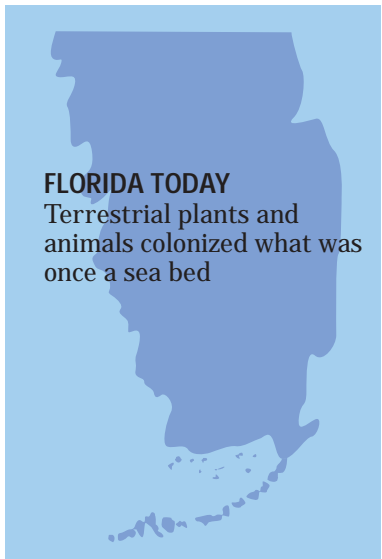 FLORIDA TODAY
Terrestrial plants and
animals colonized what was
once a sea bed